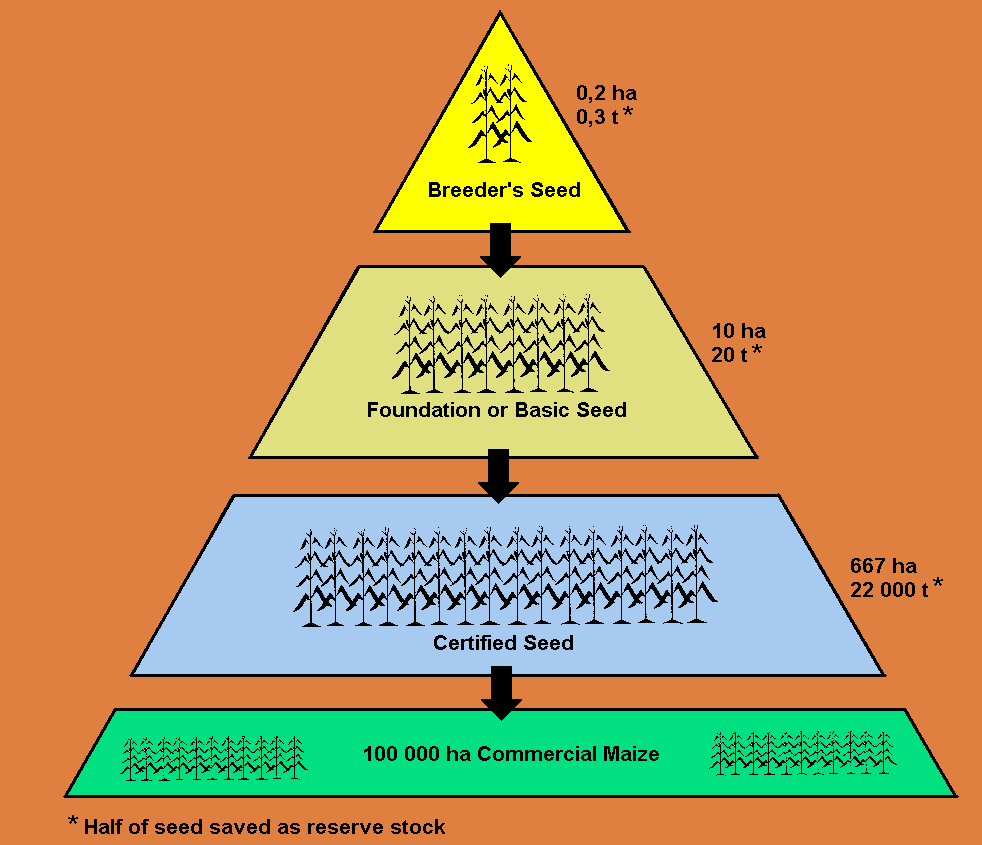 0,2 ha
0,3 t *
Breeder's Seed
10 ha
20 t *
Foundation or Basic Seed
667 ha
22 000 t *
Certified Seed
100 000 ha Commercial Maize
* Half of seed saved as reserve stock